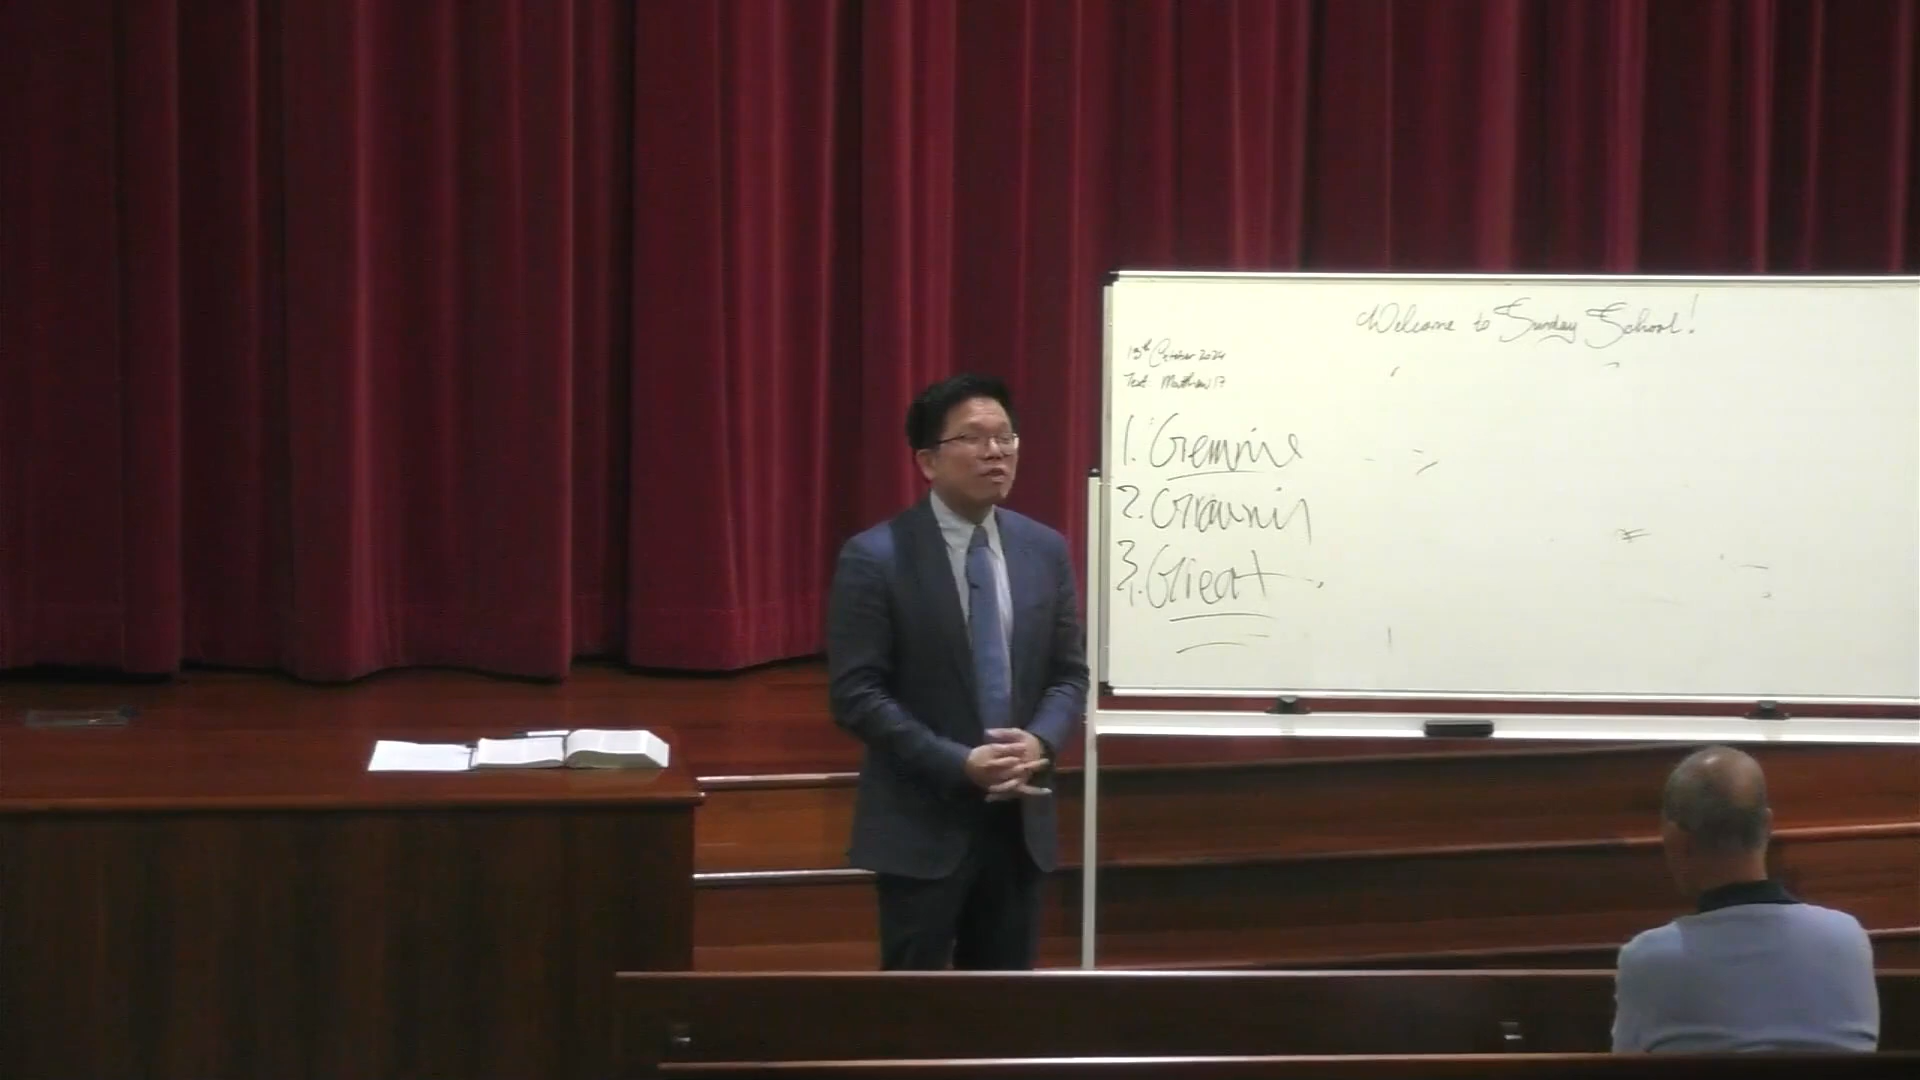 Welcome to Sunday School!
13th October 2024
Text: Matthew 17
1. Genuine
2. Growing
3. Great